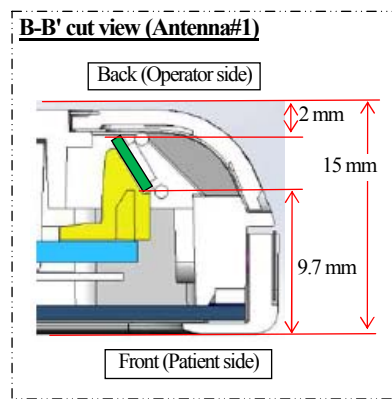 B-B' cut view (Antenna#1)
Back (Operator side)
2 mm
15 mm
9.7 mm
Front (Patient side)